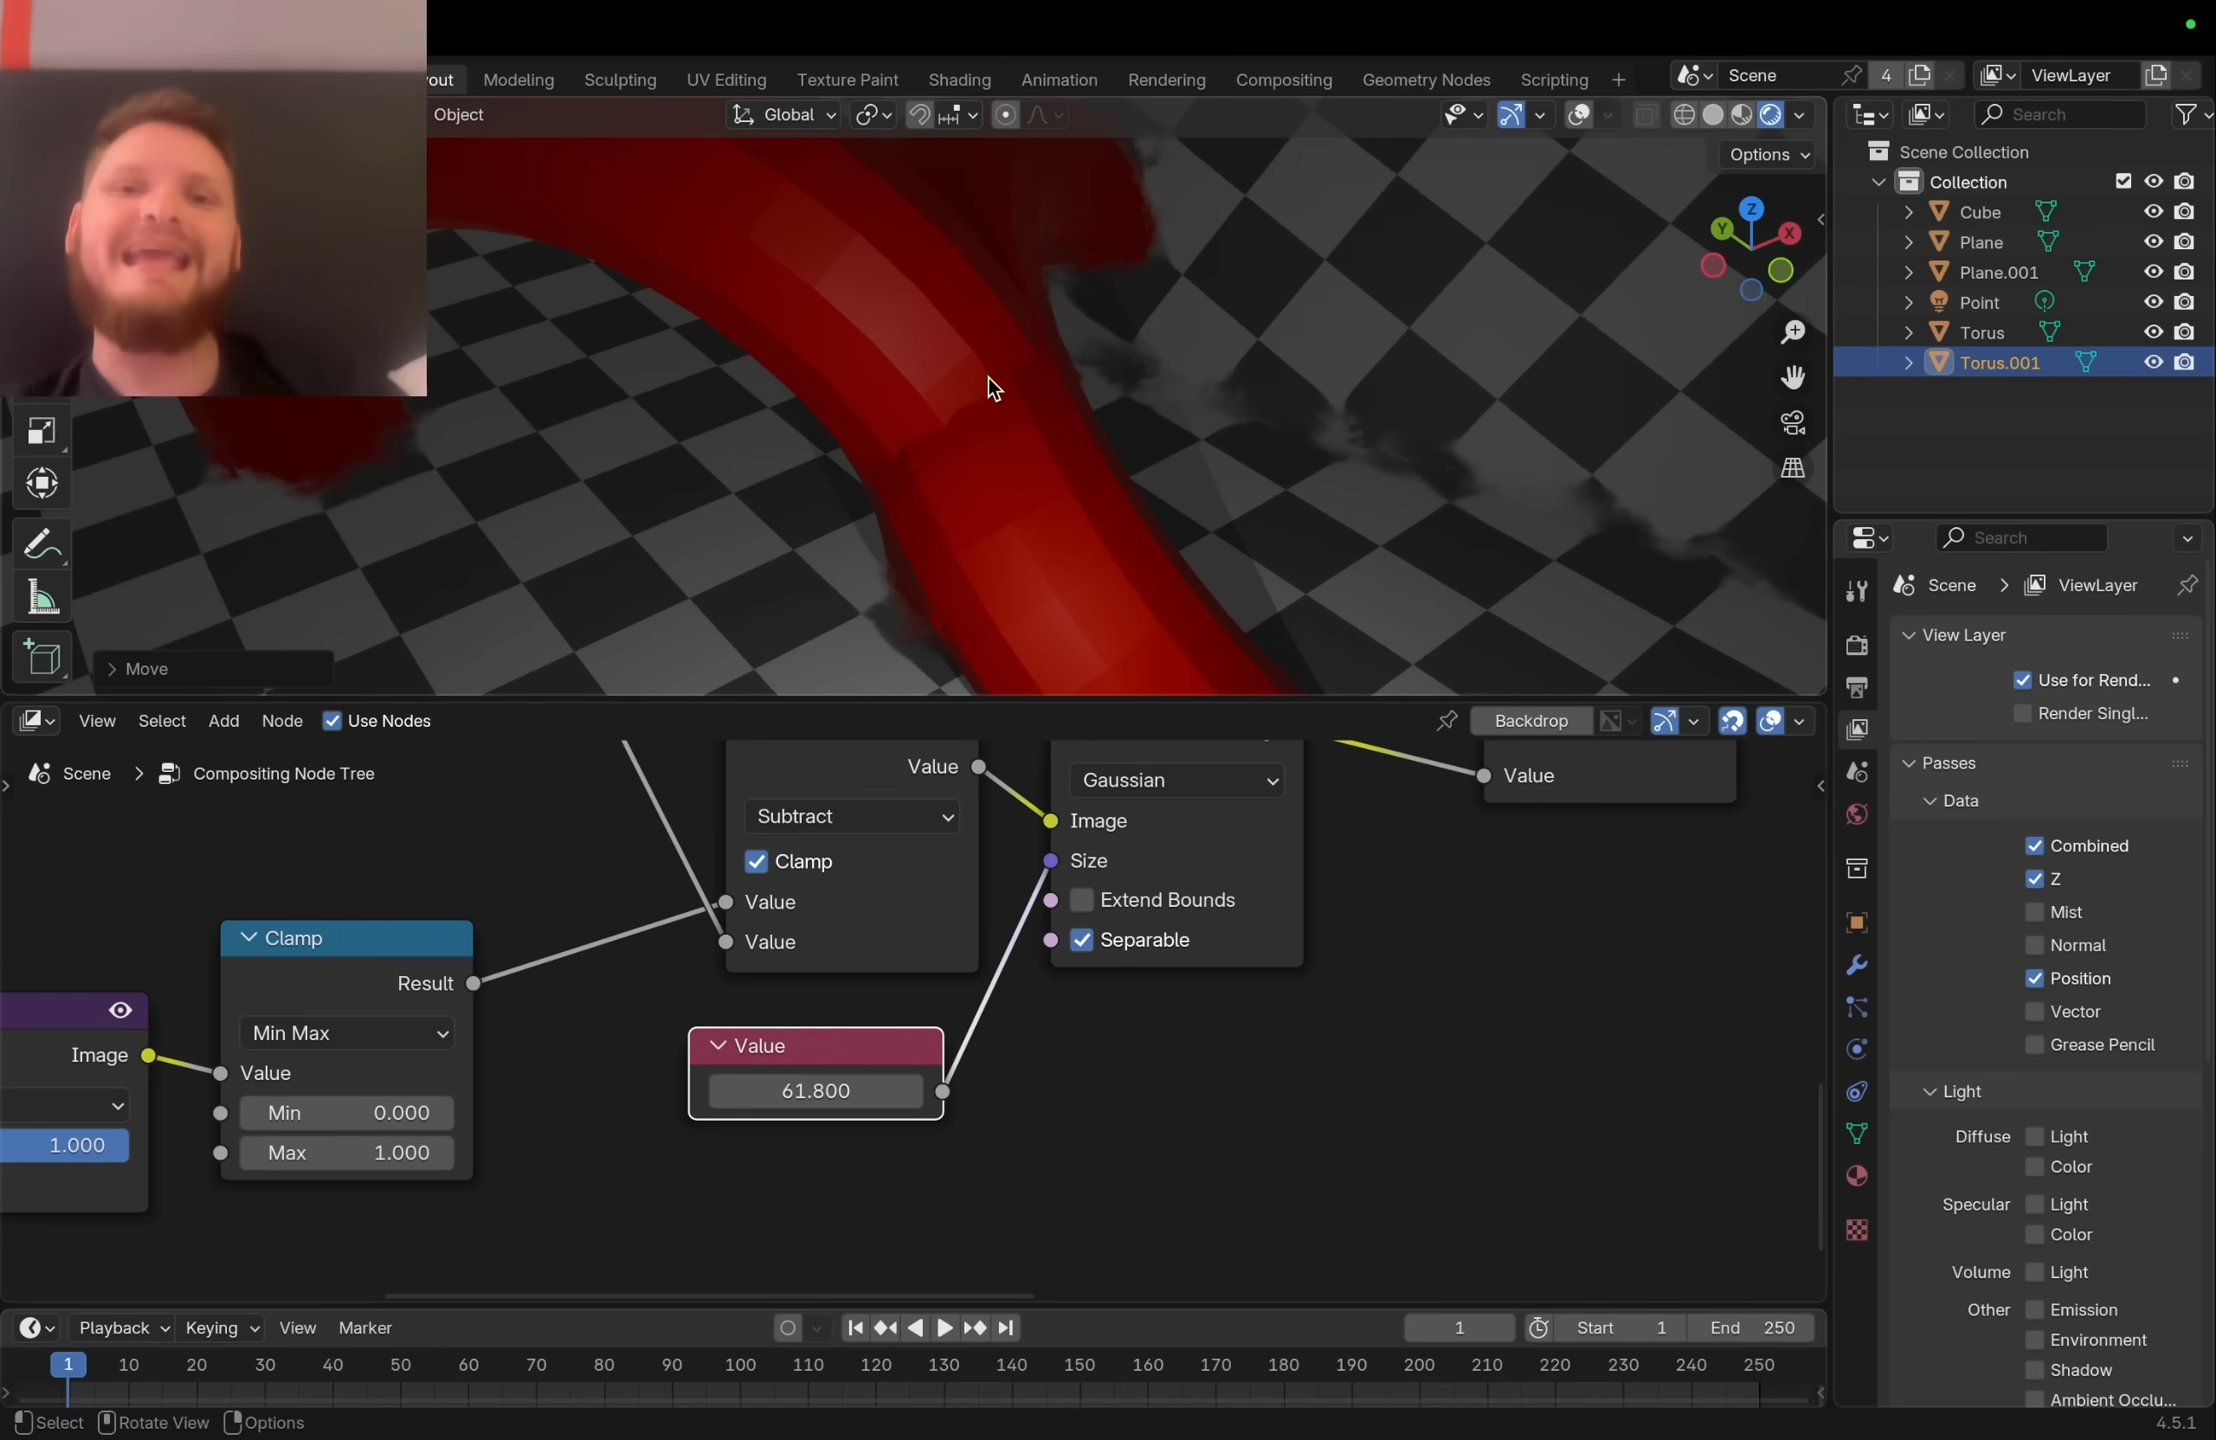 out Modeling Sculpting UV Editing Texture Paint Shading Animation Rendering Compositing Geometry Nodes Scripting + Scene 4 ViewLayer
Object Global Search
Options
Z
Y X
Scene Collection
Collection
Cube
Plane
Plane.001
Point
Torus
Torus.001
Move
Search
Scene > ViewLayer
View Layer
Use for Rend...
Render Singl...
Passes
Data
Combined
Z
Mist
Normal
Position
Vector
Grease Pencil
Light
Diffuse Light
Color
Specular Light
Color
Volume Light
Other Emission
Environment
Shadow
Ambient Occlu...
View Select Add Node Use Nodes Backdrop
Scene > Compositing Node Tree
Value
Subtract
Clamp
Value
Value
Gaussian
Image
Size
Extend Bounds
Separable
Value
Clamp
Result
Min Max
Value
Min 0.000
Max 1.000
Image
1.000
Value
61.800
Playback Keying View Marker 1 Start 1 End 250
1 10 20 30 40 50 60 70 80 90 100 110 120 130 140 150 160 170 180 190 200 210 220 230 240 250
Select Rotate View Options 4.5.1